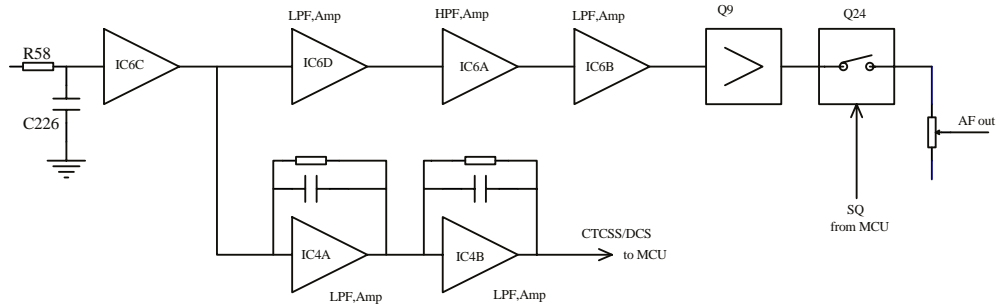 LPF,Amp
HPF,Amp
LPF,Amp
Q9
Q24
R58
IC6C
IC6D
IC6A
IC6B
C226
AF out
SQ
from MCU
IC4A
IC4B
CTCSS/DCS
to MCU
LPF,Amp
LPF,Amp